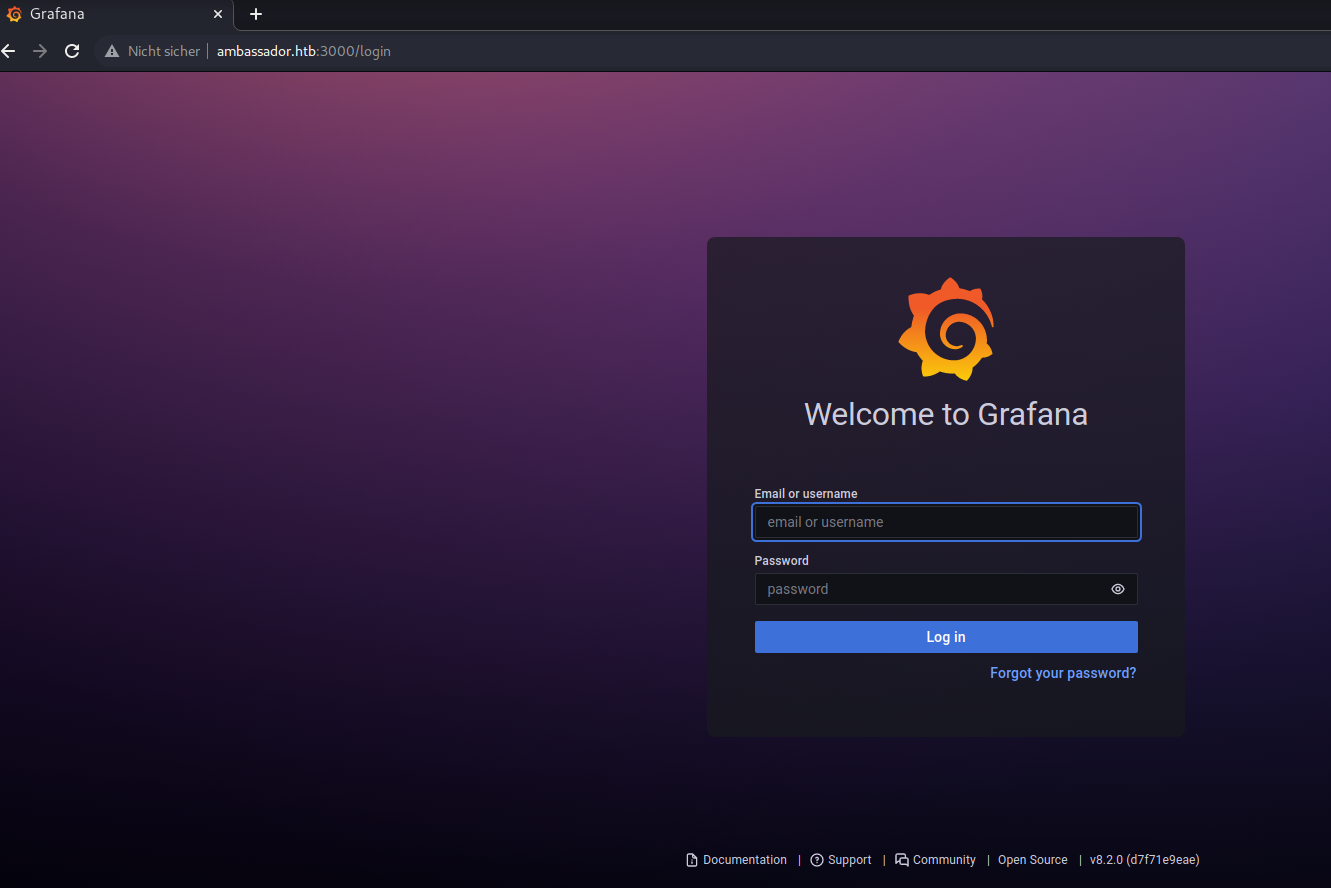 Grafana
Nicht sicher ambassador.htb:3000/login
Welcome to Grafana
Email or username
email or username
Password
password
Log in
Forgot your password?
Documentation | Support | Community | Open Source | v8.2.0 (d7f71e9eae)